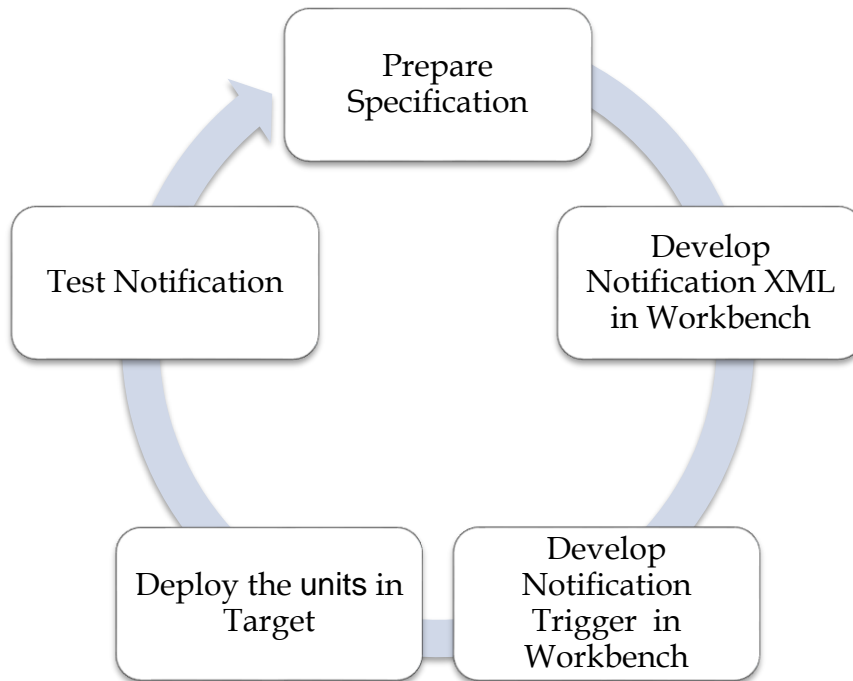 Prepare
Specification
Develop
Notification XML
in Workbench
Develop
Notification
Trigger in
Workbench
Deploy the units in
Target
Test Notification